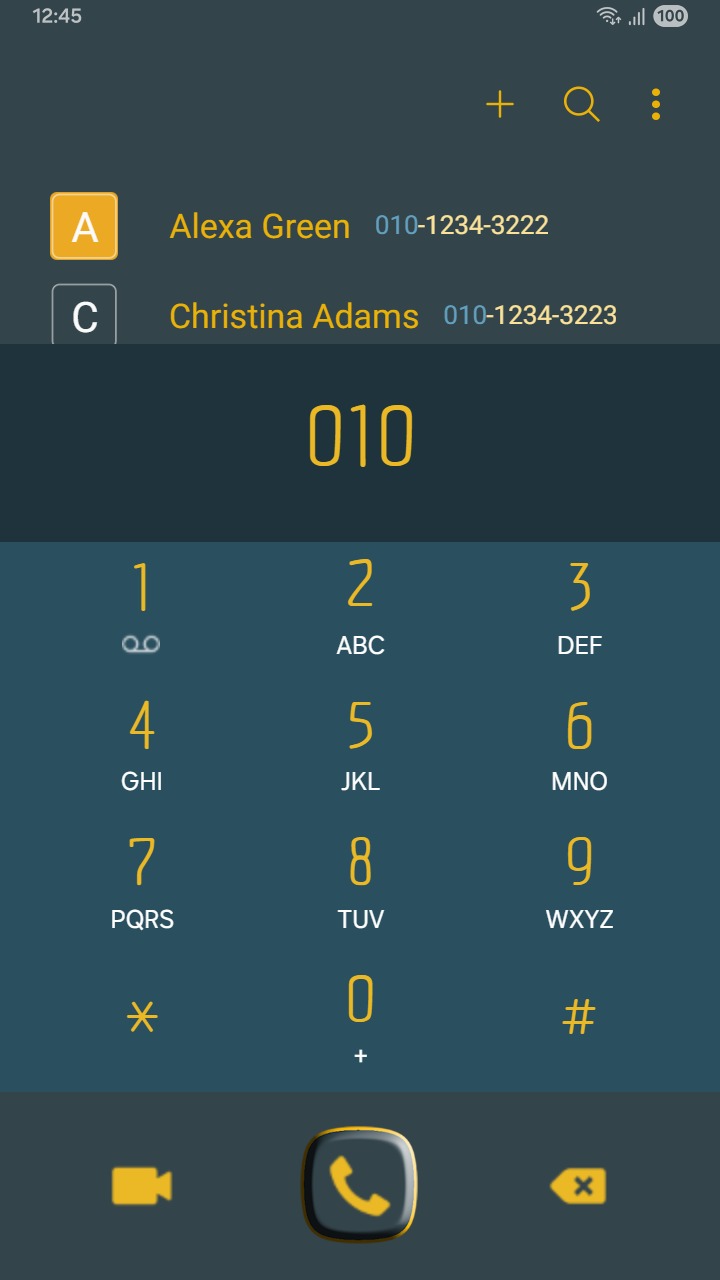 12:45 100
A Alexa Green 010-1234-3222
C Christina Adams 010-1234-3223
010
1 2 3
ABC DEF
4 5 6
GHI JKL MNO
7 8 9
PQRS TUV WXYZ
* 0 #
+